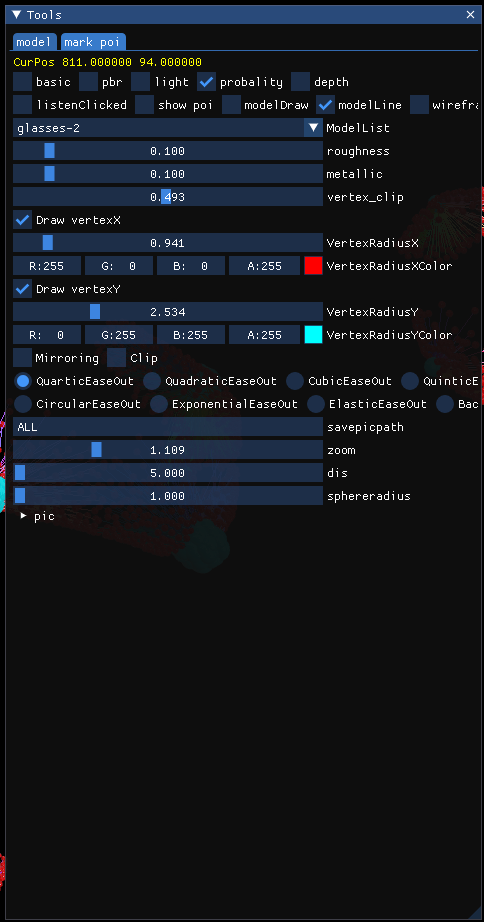 Tools
model mark poi
CurPos 811.000000 94.000000
basic pbr light probality depth
listenClicked show poi modelDraw modelLine wirefra
glasses-2 ModelList
0.100 roughness
0.100 metallic
0.493 vertex_clip
Draw vertexX
0.941 VertexRadiusX
R:255 G: 0 B: 0 A:255 VertexRadiusXColor
Draw vertexY
2.534 VertexRadiusY
R: 0 G:255 B:255 A:255 VertexRadiusYColor
Mirroring Clip
QuarticEaseOut QuadraticEaseOut CubicEaseOut QuinticE
CircularEaseOut ExponentialEaseOut ElasticEaseOut Bac
ALL savepicpath
1.109 zoom
5.000 dis
1.000 sphereradius
pic